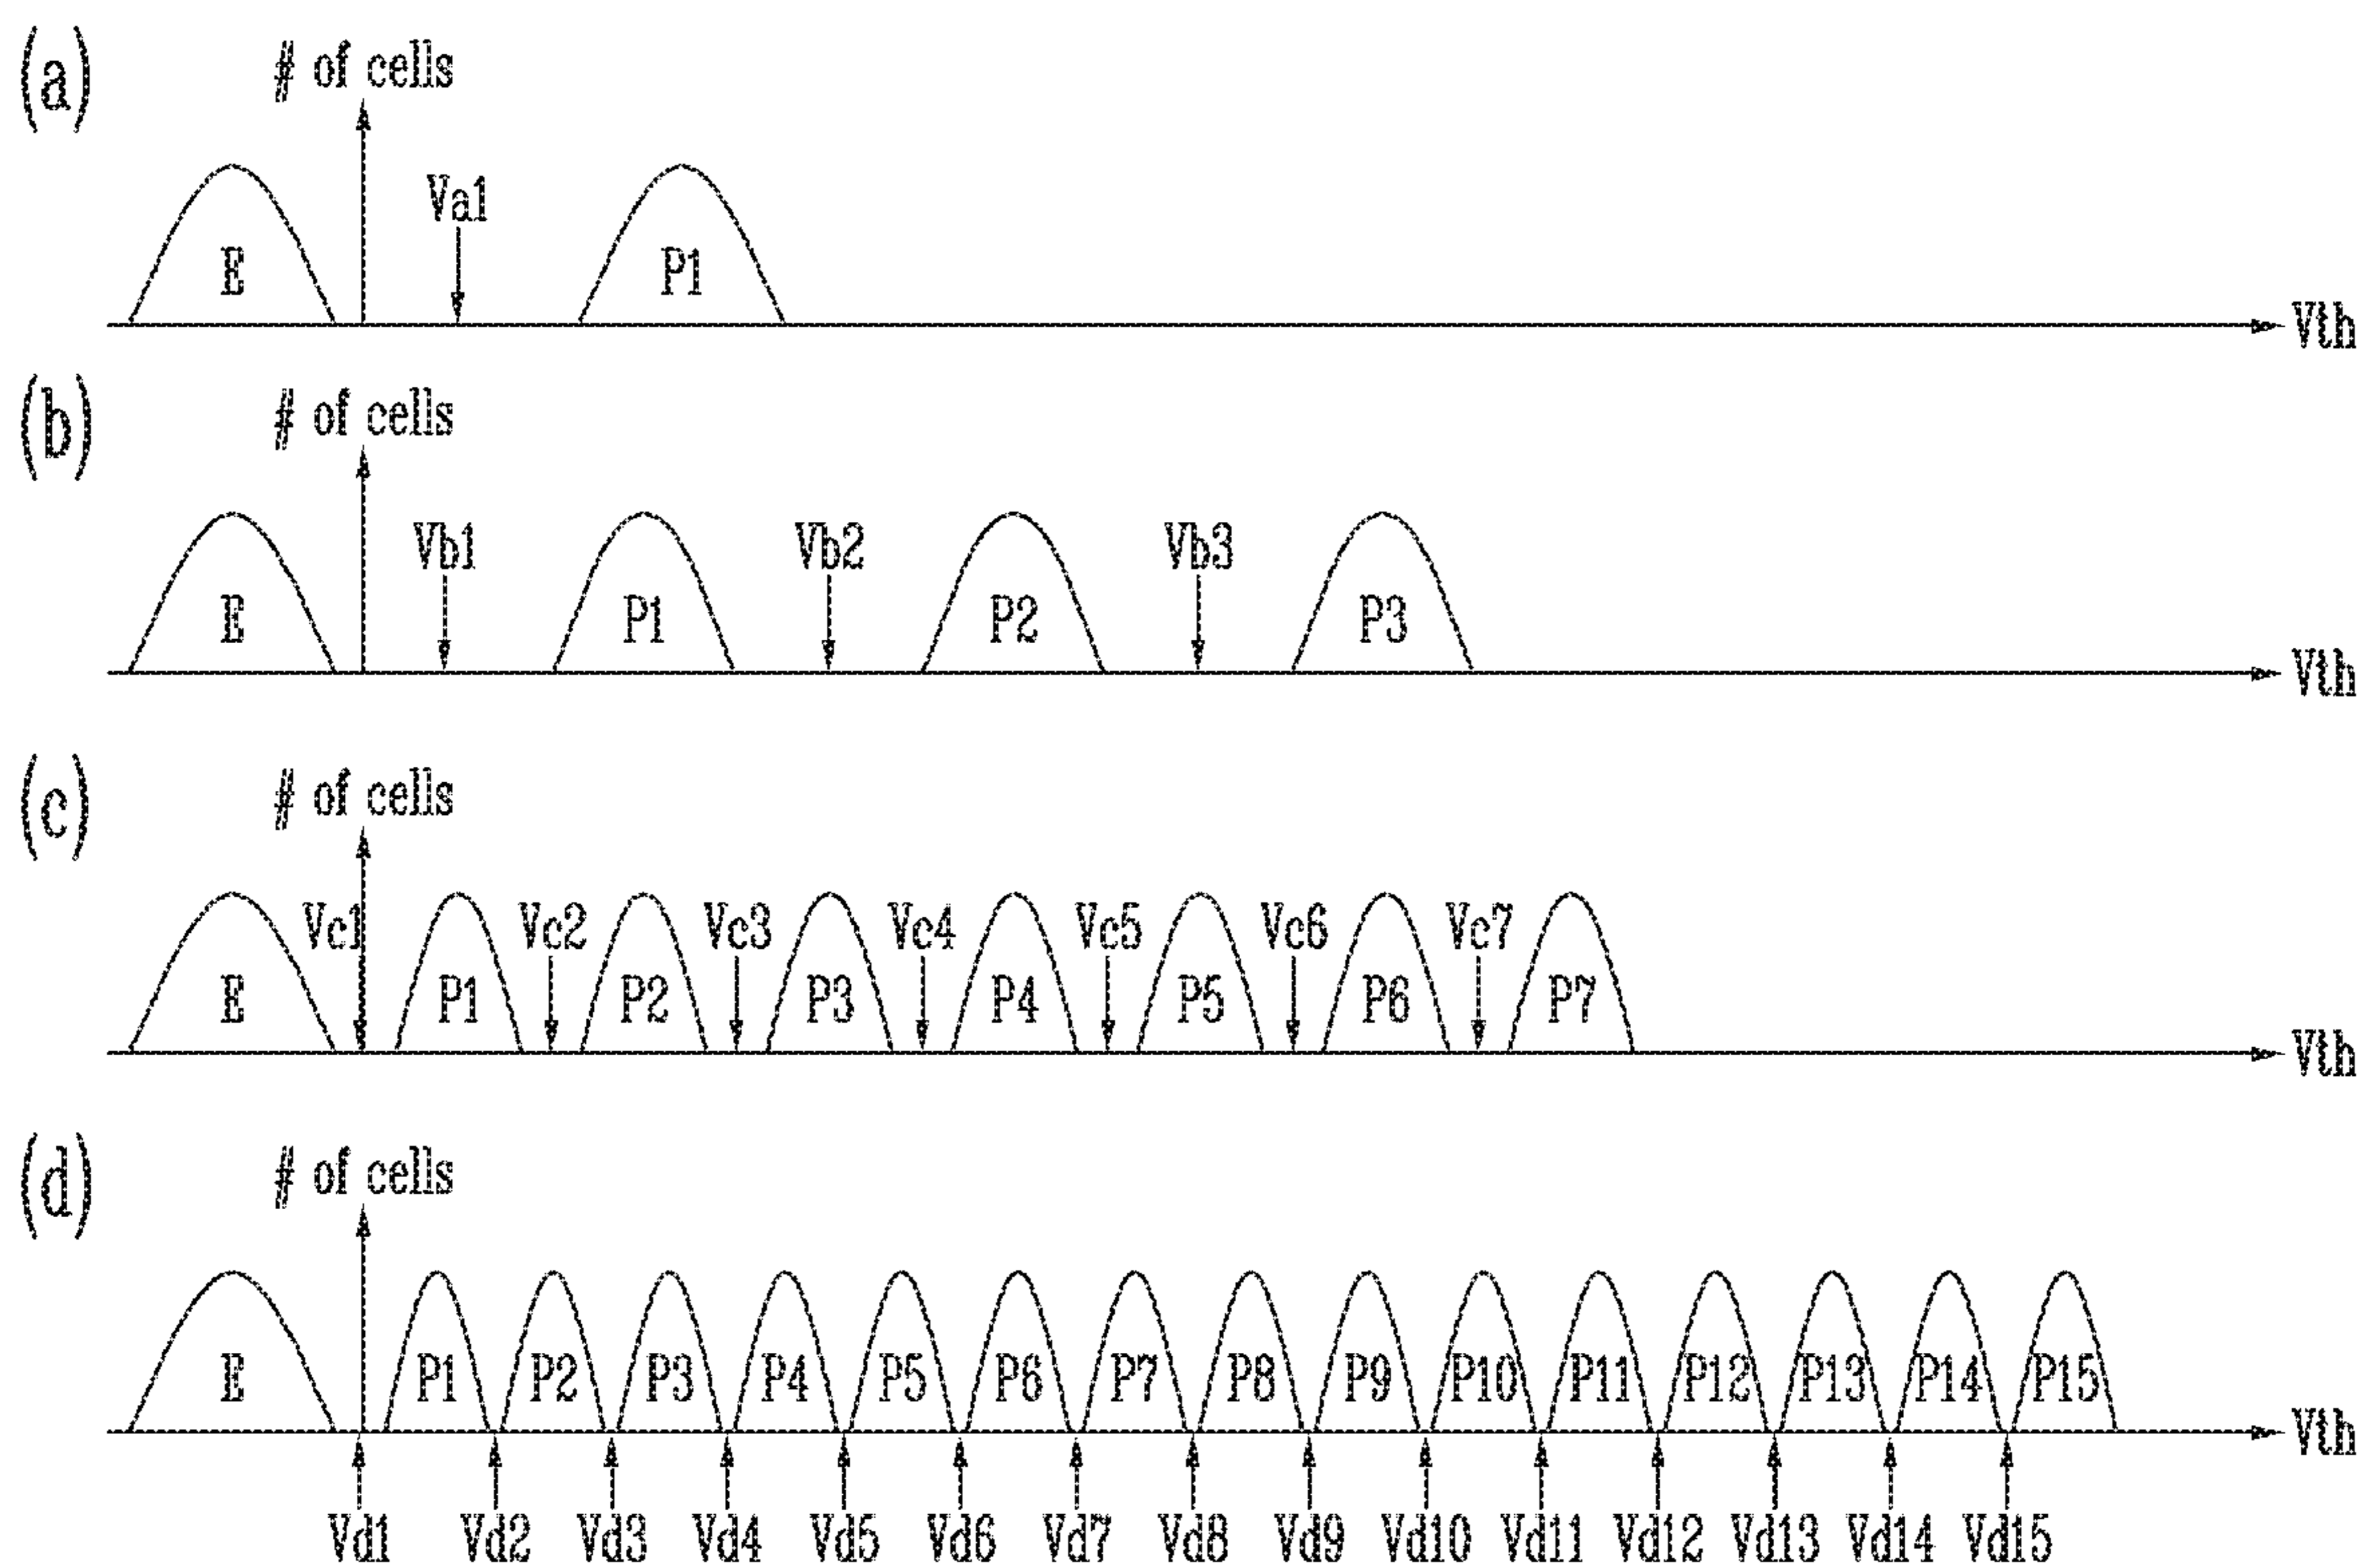 (a)
# of cells
Va1
E P1
Vth
(b)
# of cells
Vb1 Vb2 Vb3
E P1 P2 P3
Vth
(c)
# of cells
Vc1 Vc2 Vc3 Vc4 Vc5 Vc6 Vc7
E P1 P2 P3 P4 P5 P6 P7
Vth
(d)
# of cells
E P1 P2 P3 P4 P5 P6 P7 P8 P9 P10 P11 P12 P13 P14 P15
Vth
Vd1 Vd2 Vd3 Vd4 Vd5 Vd6 Vd7 Vd8 Vd9 Vd10 Vd11 Vd12 Vd13 Vd14 Vd15